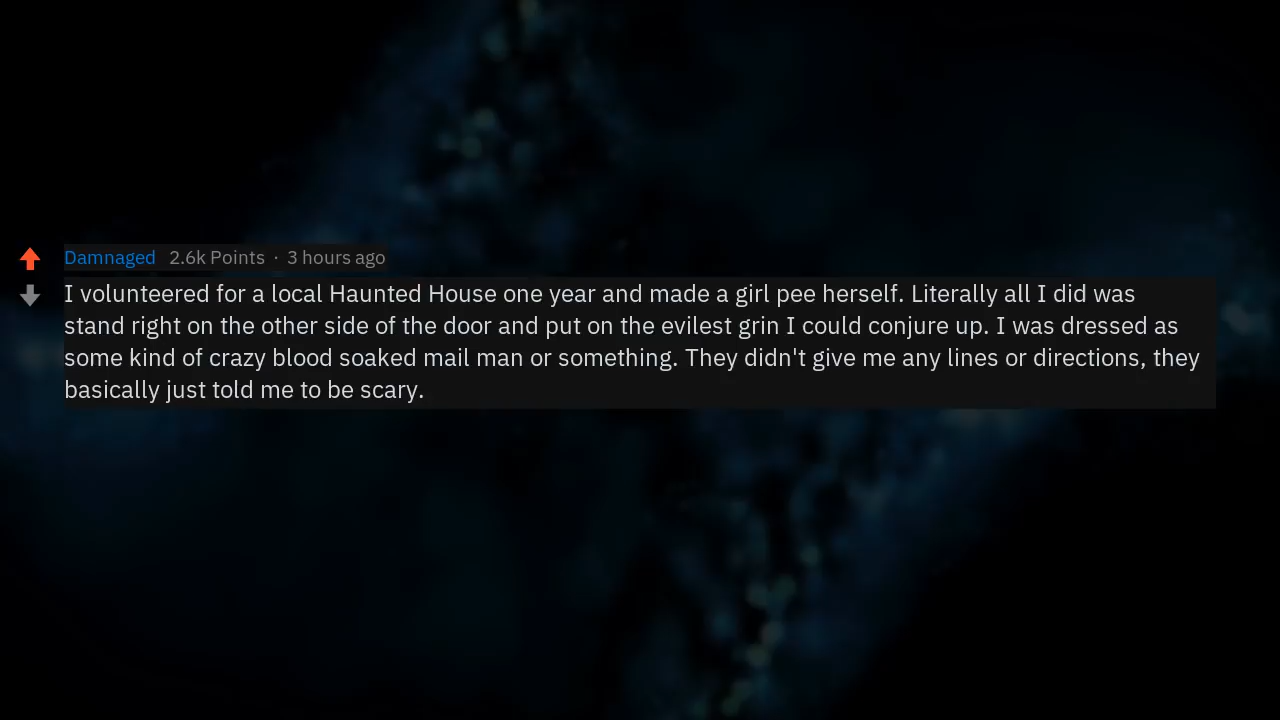 Damnaged 2.6k Points · 3 hours ago
I volunteered for a local Haunted House one year and made a girl pee herself. Literally all I did was
stand right on the other side of the door and put on the evilest grin I could conjure up. I was dressed as
some kind of crazy blood soaked mail man or something. They didn't give me any lines or directions, they
basically just told me to be scary.